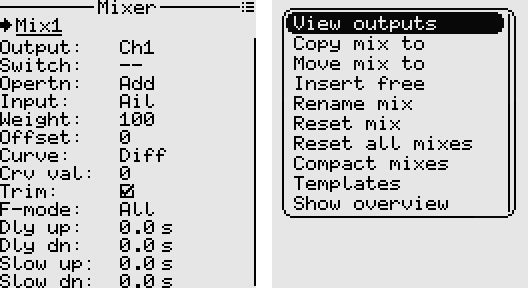 Mixer
Mix1
Output: Ch1
Switch: --
Opertn: Add
Input: Ail
Weight: 100
Offset: 0
Curve: Diff
Crv val: 0
Trim:
F-mode: All
Dly up: 0.0 s
Dly dn: 0.0 s
Slow up: 0.0 s
Slow dn: 0.0 s
View outputs
Copy mix to
Move mix to
Insert free
Rename mix
Reset mix
Reset all mixes
Compact mixes
Templates
Show overview